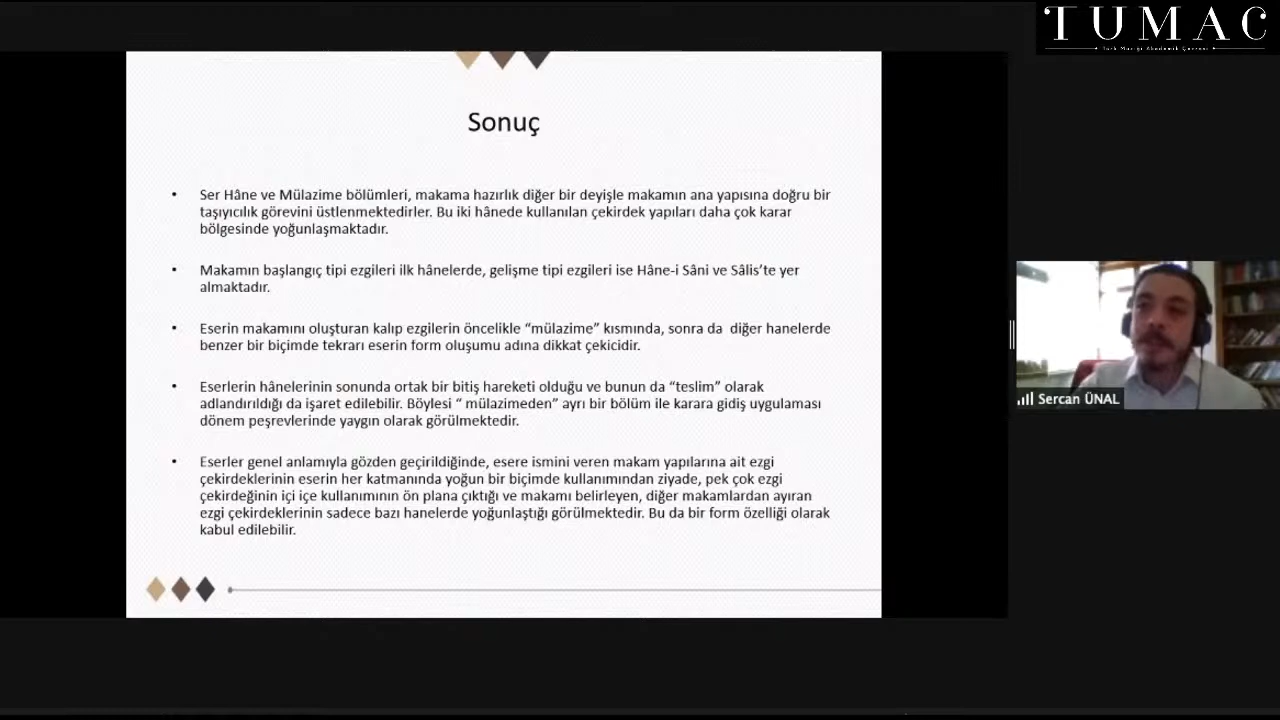 TUMAC
Türk Müziği Akademik Çevresi
Sonuç
• Ser Hâne ve Mülazime bölümleri, makama hazırlık diğer bir deyişle makamın ana yapısına doğru bir
taşıyıcılık görevini üstlenmektedirler. Bu iki hânede kullanılan çekirdek yapıları daha çok karar
bölgesinde yoğunlaşmaktadır.
• Makamın başlangıç tipi ezgileri ilk hânelerde, gelişme tipi ezgileri ise Hâne-i Sâni ve Sâlis’te yer
almaktadır.
• Eserin makamını oluşturan kalıp ezgilerin öncelikle “mülazime” kısmında, sonra da diğer hanelerde
benzer bir biçimde tekrarı eserin form oluşumu adına dikkat çekicidir.
• Eserlerin hânelerinin sonunda ortak bir bitiş hareketi olduğu ve bunun da “teslim” olarak
adlandırıldığı da işaret edilebilir. Böylesi “ mülazimeden” ayrı bir bölüm ile karara gidiş uygulaması
dönem peşrevlerinde yaygın olarak görülmektedir.
• Eserler genel anlamıyla gözden geçirildiğinde, esere ismini veren makam yapılarına ait ezgi
çekirdeklerinin eserin her katmanında yoğun bir biçimde kullanımından ziyade, pek çok ezgi
çekirdeğinin içi içe kullanımının ön plana çıktığı ve makamı belirleyen, diğer makamlardan ayıran
ezgi çekirdeklerinin sadece bazı hanelerde yoğunlaştığı görülmektedir. Bu da bir form özelliği olarak
kabul edilebilir.
Sercan ÜNAL